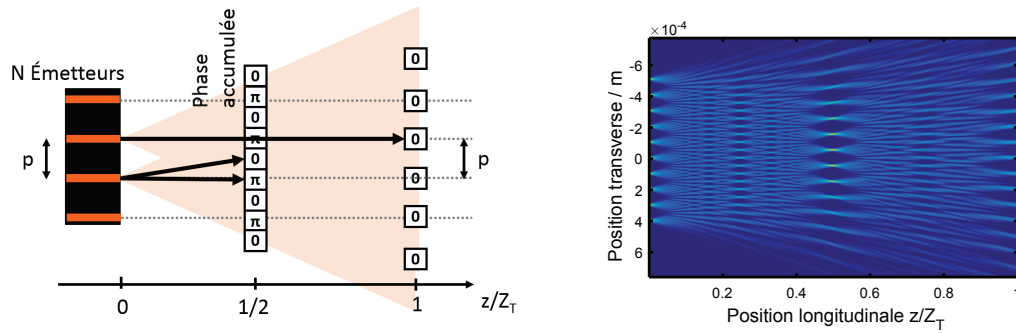 N Émetteurs
Phase
accumulée
p
0
π
0
π
0
π
0
π
0
0
0
0
0
0
0
p
0
1/2
1
z/Z_T
×10⁻⁴
-6
-4
-2
0
2
4
6
Position transverse / m
0.2
0.4
0.6
0.8
1
Position longitudinale z/Z_T